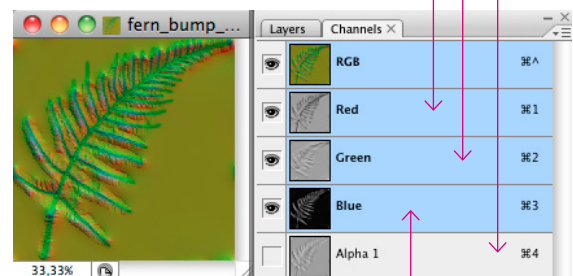 fern_bump_...
Layers Channels ×
RGB ⌘^
Red ⌘1
Green ⌘2
Blue ⌘3
Alpha 1 ⌘4
33,33%